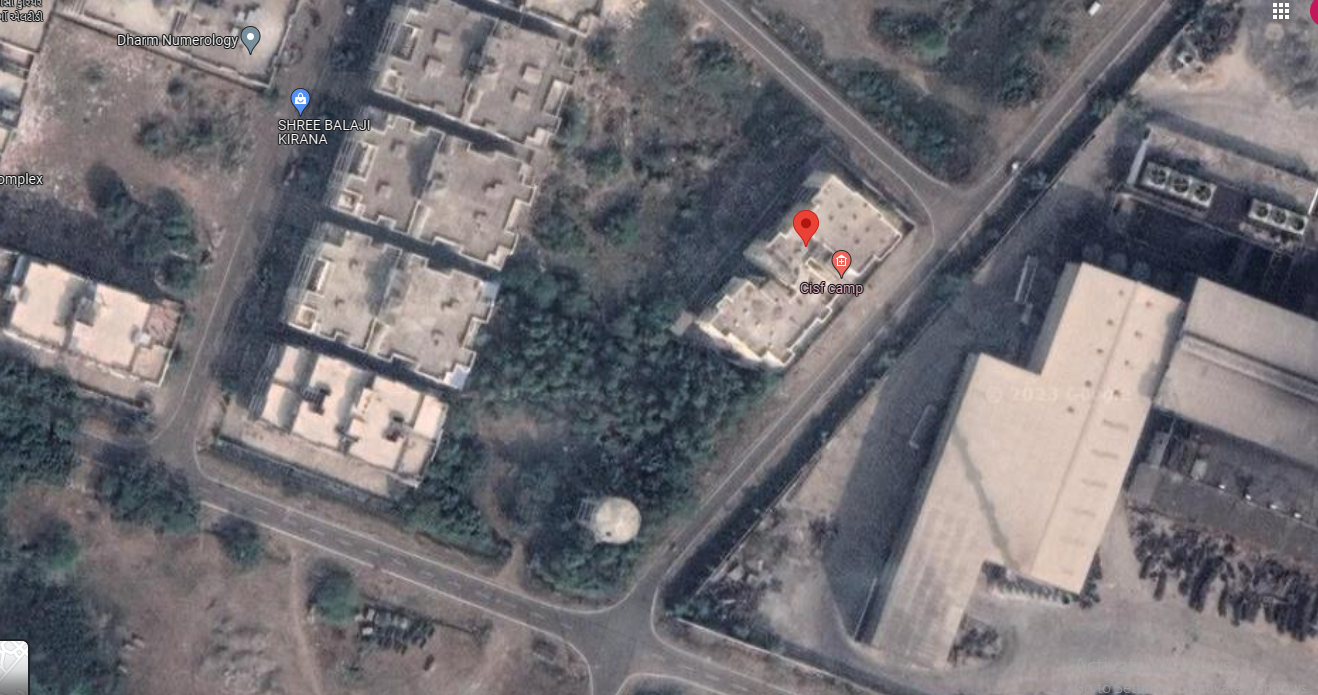 Dharm Numerology
SHREE BALAJI
KIRANA
omplex
Cisf camp
© 2023 Google